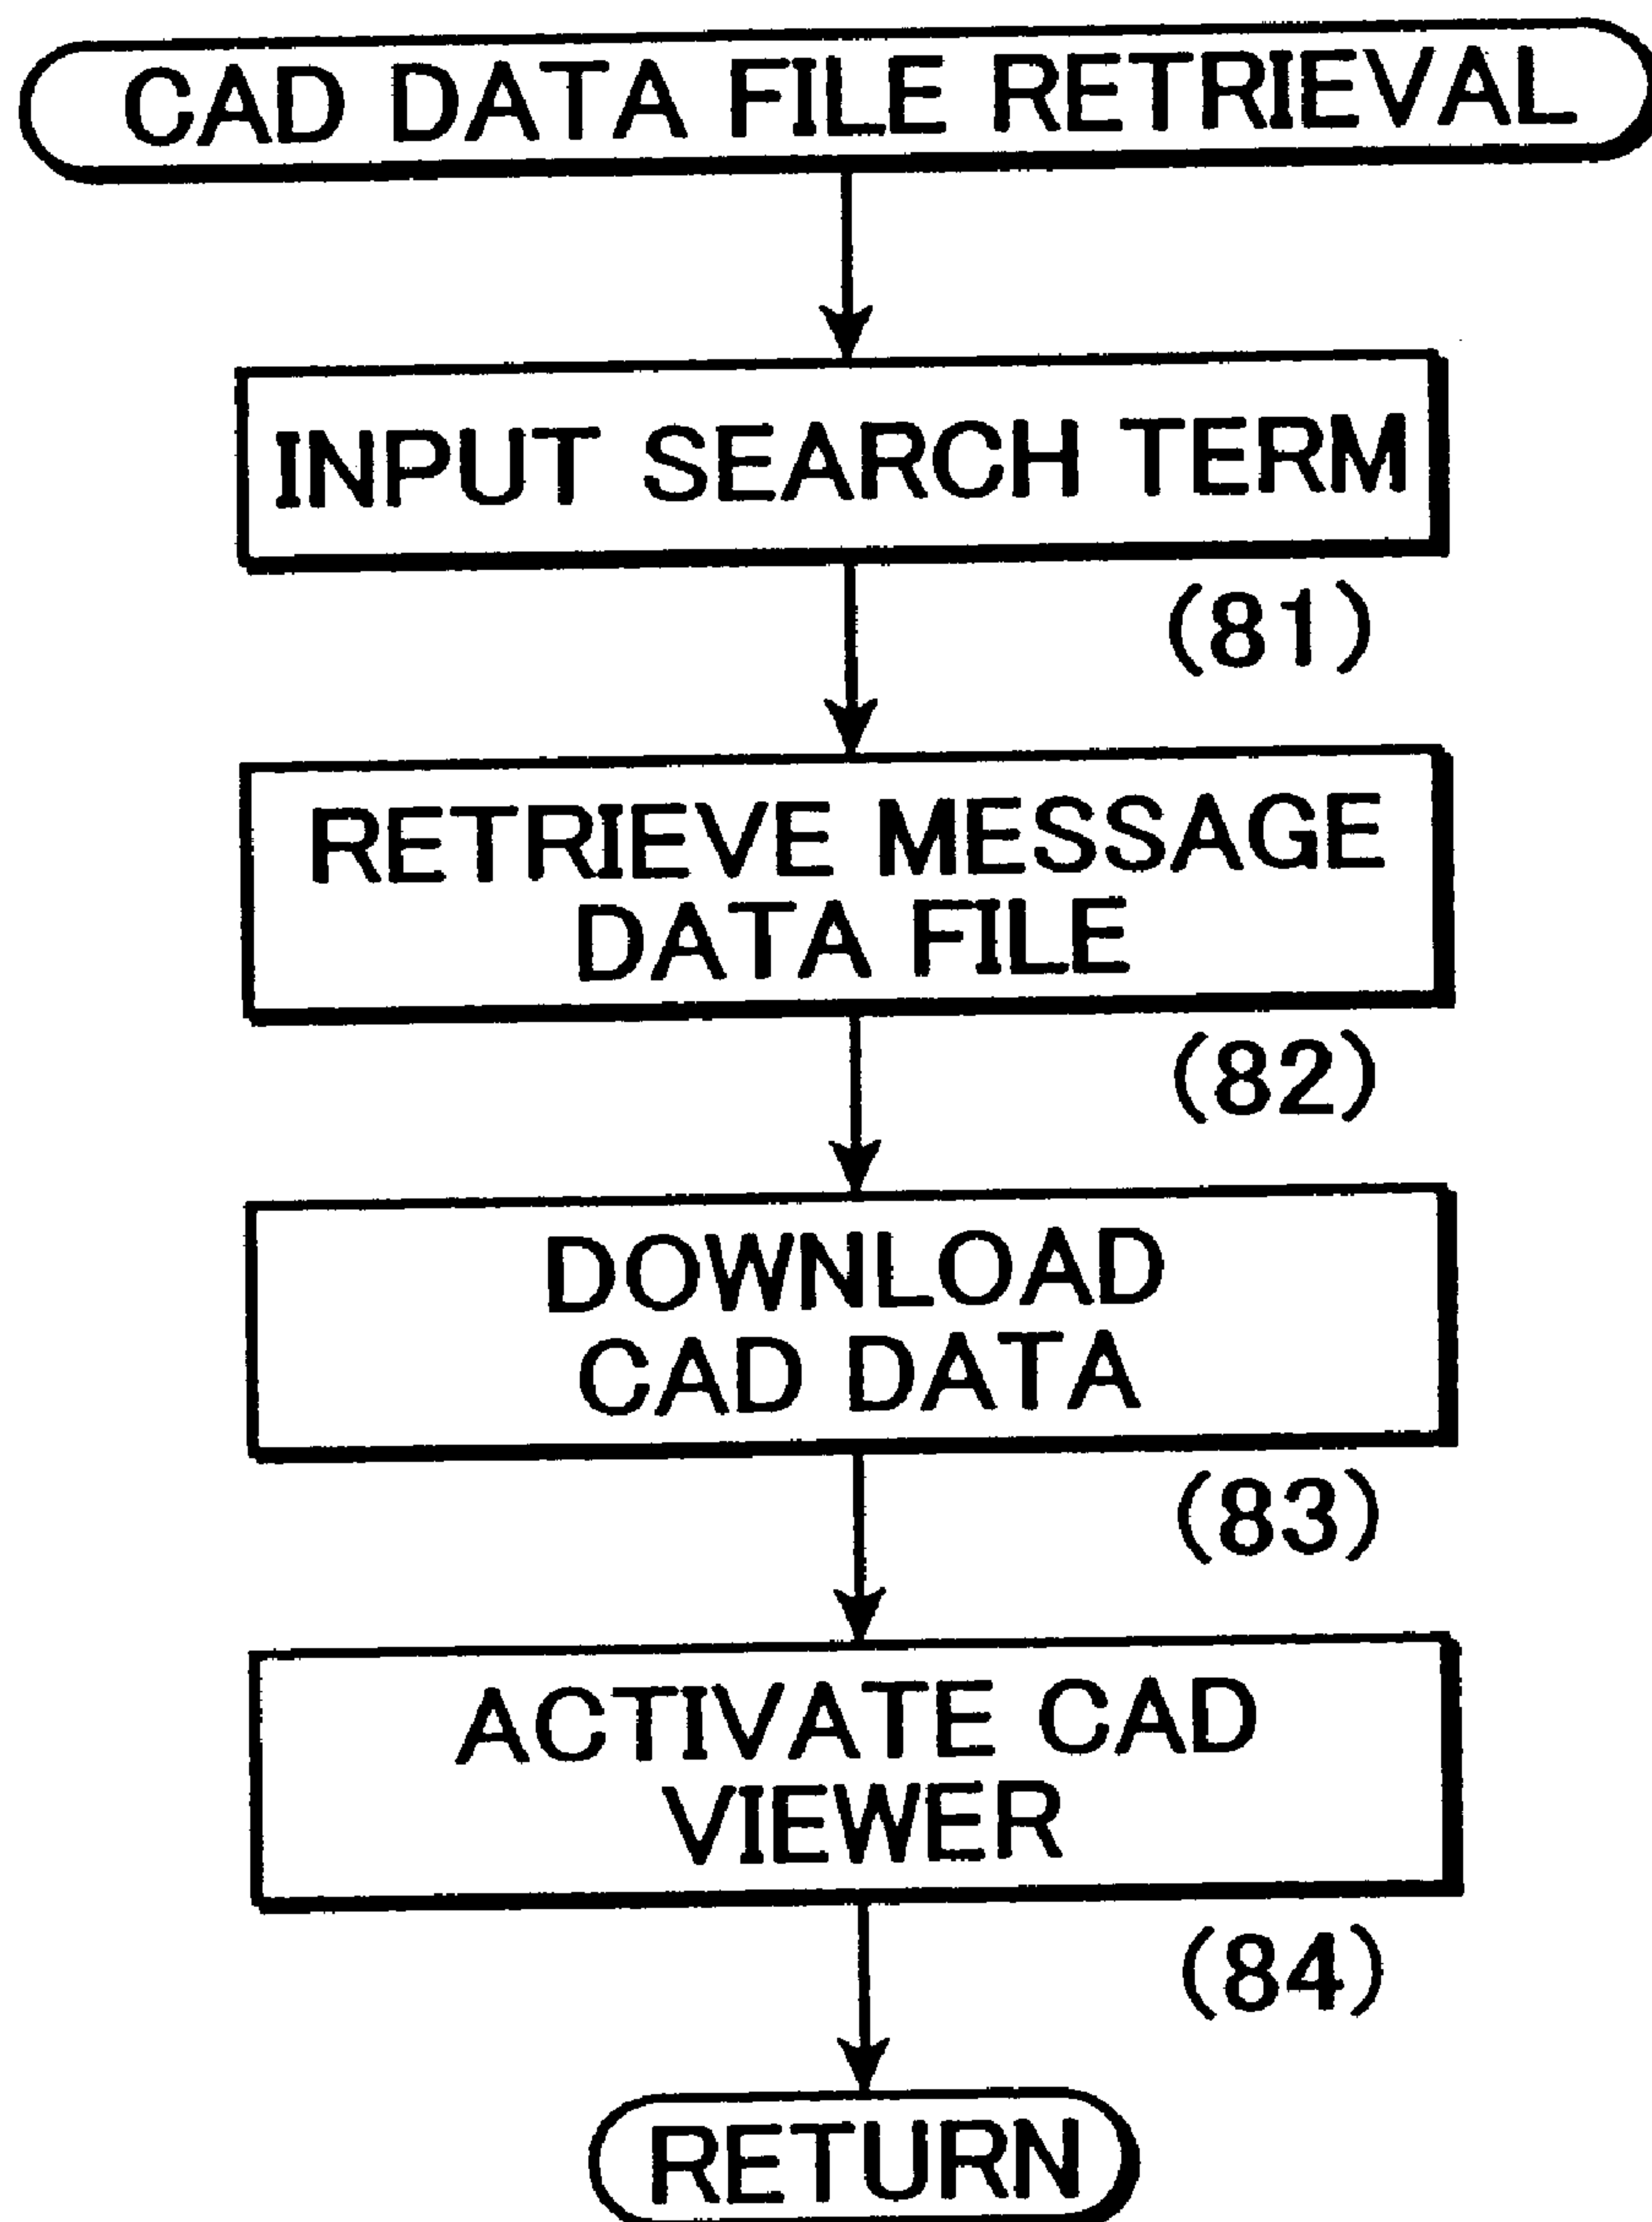 CAD DATA FILE RETRIEVAL
INPUT SEARCH TERM
(81)
RETRIEVE MESSAGE
DATA FILE
(82)
DOWNLOAD
CAD DATA
(83)
ACTIVATE CAD
VIEWER
(84)
RETURN